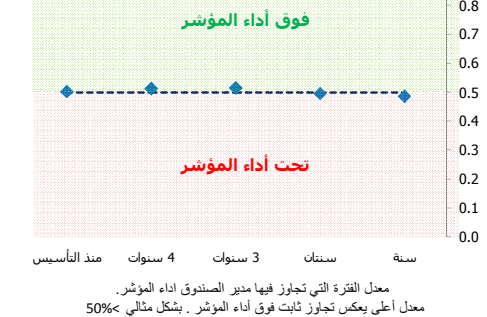 0.8
فوق أداء المؤشر
0.7
0.6
0.5
0.4
0.3
تحت أداء المؤشر
0.2
0.1
0.0
سنة سنتان 3 سنوات 4 سنوات منذ التأسيس
معدل الفترة التي تجاوز فيها مدير الصندوق اداء المؤشر.
معدل أعلى يعكس تجاوز ثابت فوق أداء المؤشر . بشكل مثالي >50%